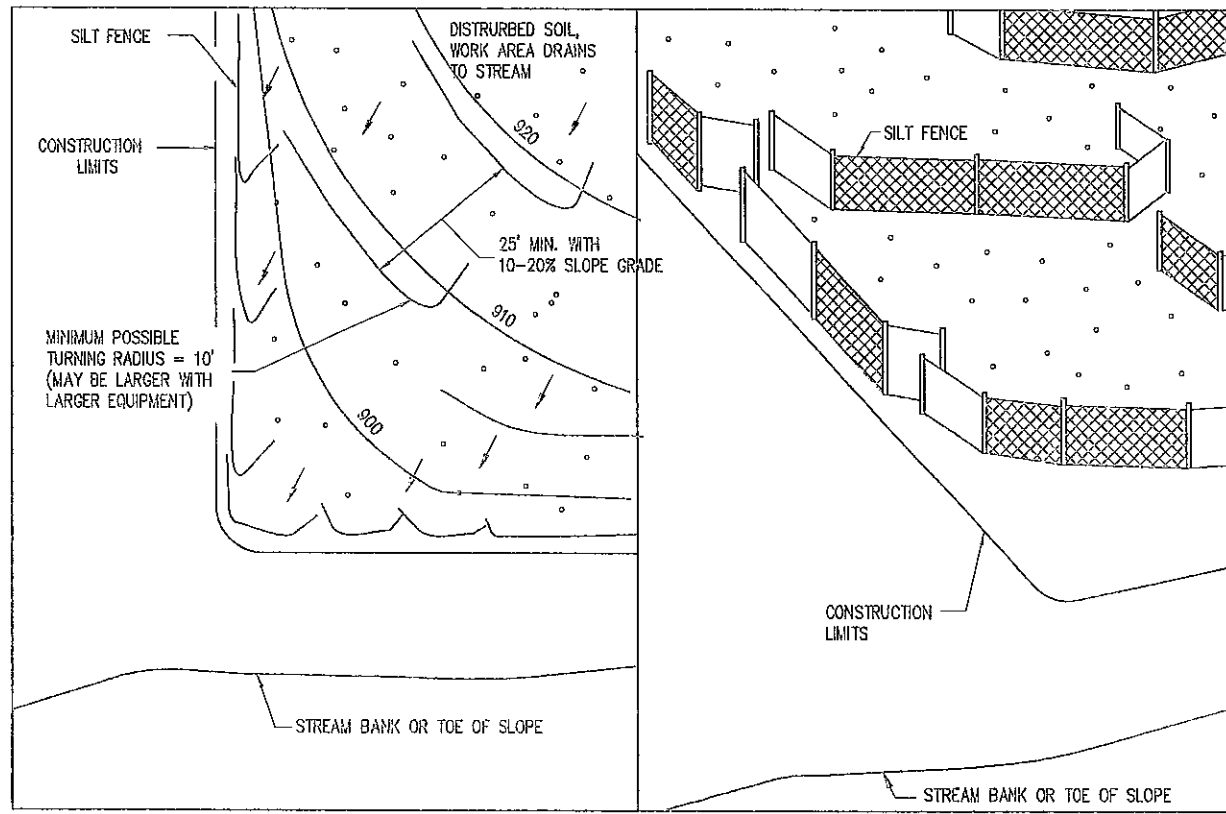 SILT FENCE
DISTRURBED SOIL,
WORK AREA DRAINS
TO STREAM
CONSTRUCTION
LIMITS
920
25' MIN. WITH
10-20% SLOPE GRADE
910
MINIMUM POSSIBLE
TURNING RADIUS = 10'
(MAY BE LARGER WITH
LARGER EQUIPMENT)
900
STREAM BANK OR TOE OF SLOPE
SILT FENCE
CONSTRUCTION
LIMITS
STREAM BANK OR TOE OF SLOPE